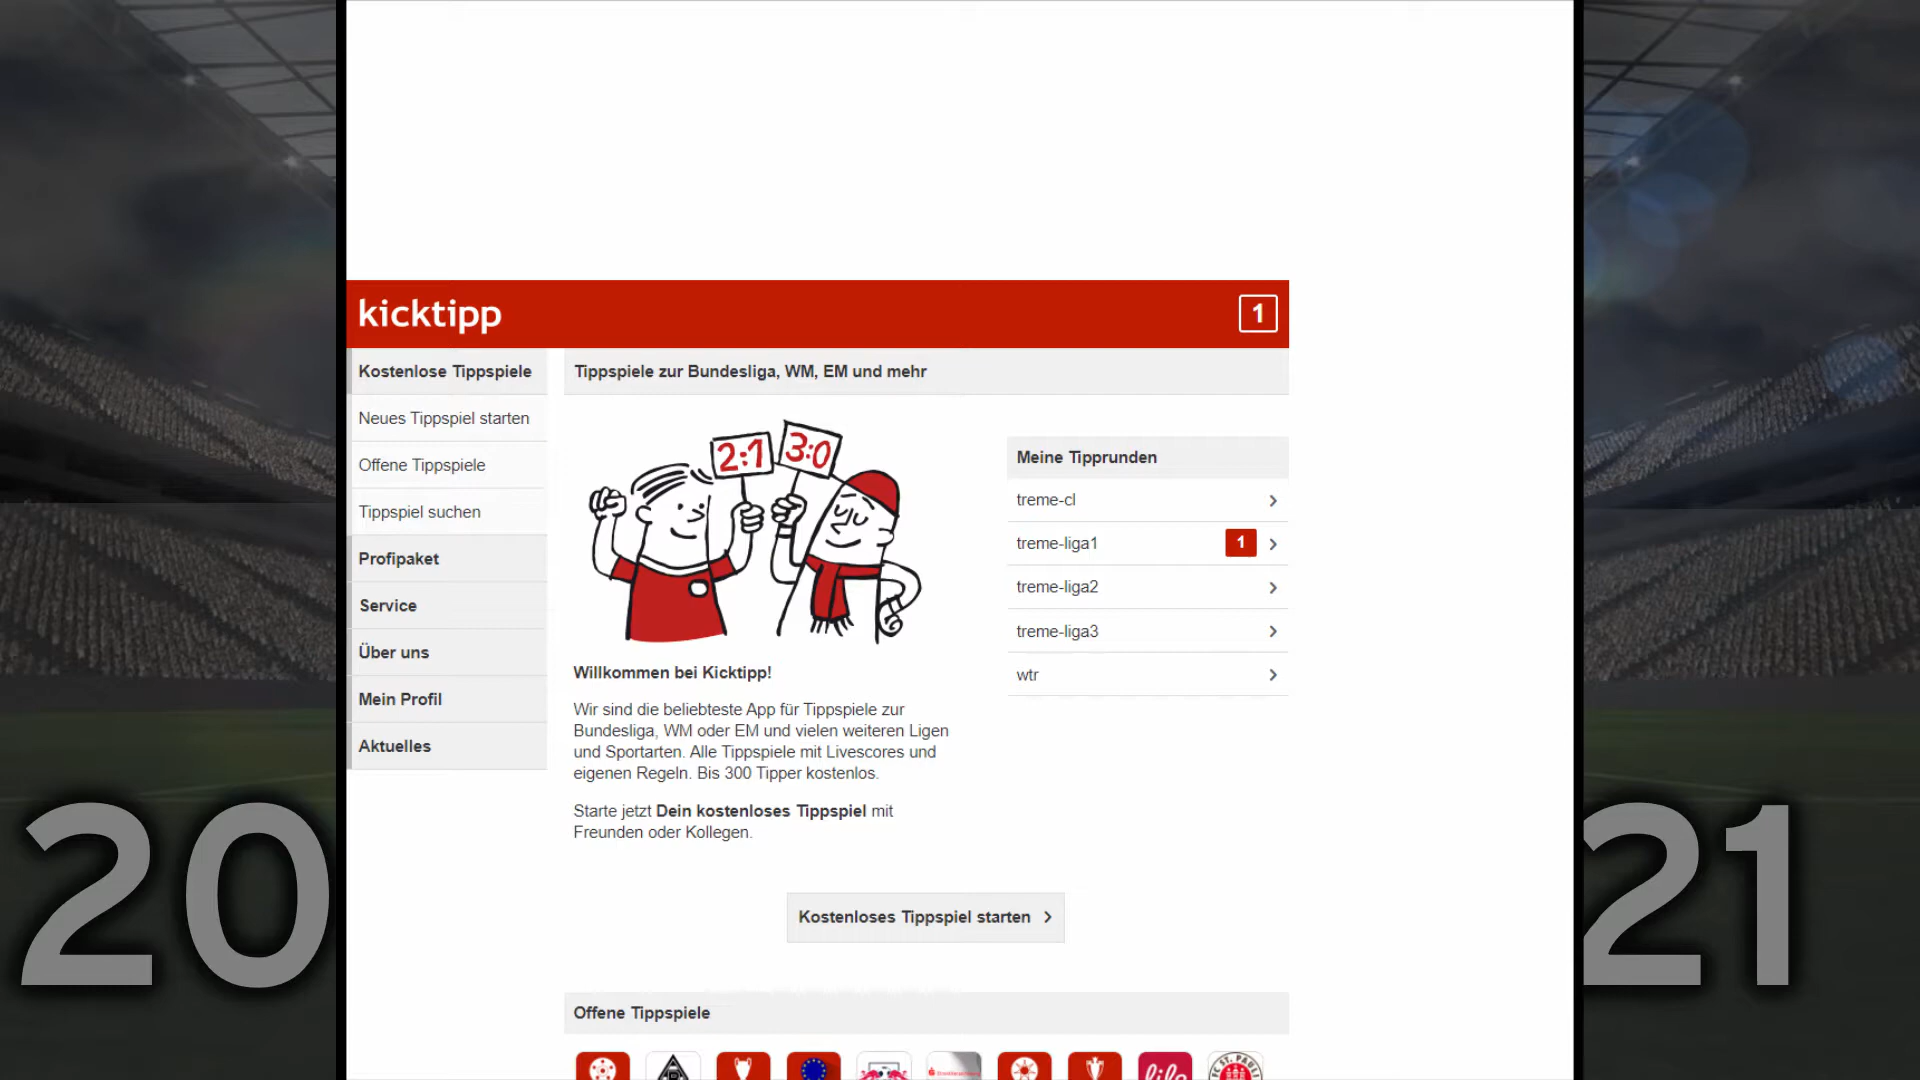 kicktipp
1
Kostenlose Tippspiele
Neues Tippspiel starten
Offene Tippspiele
Tippspiel suchen
Profipaket
Service
Über uns
Mein Profil
Aktuelles
Tippspiele zur Bundesliga, WM, EM und mehr
2:1
3:0
Willkommen bei Kicktipp!
Wir sind die beliebteste App für Tippspiele zur
Bundesliga, WM oder EM und vielen weiteren Ligen
und Sportarten. Alle Tippspiele mit Livescores und
eigenen Regeln. Bis 300 Tipper kostenlos.
Starte jetzt Dein kostenloses Tippspiel mit
Freunden oder Kollegen.
Meine Tipprunden
treme-cl
treme-liga1
1
treme-liga2
treme-liga3
wtr
Kostenloses Tippspiel starten
Offene Tippspiele
FC ST. PAULI
20
21